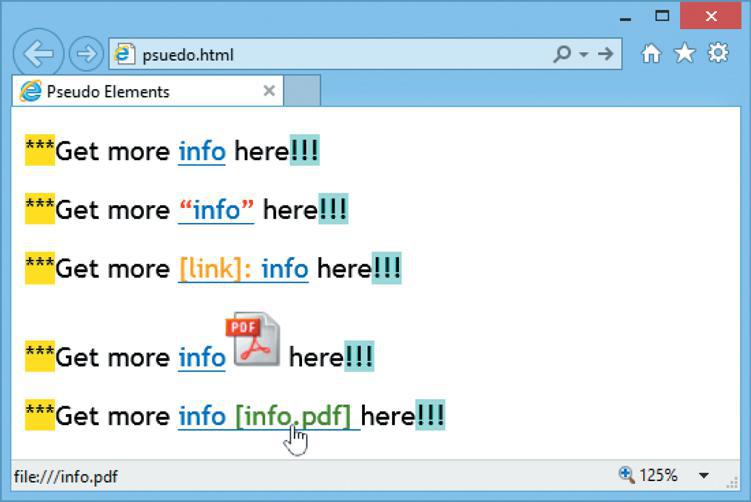 psuedo.html
Pseudo Elements
***Get more info here!!!
***Get more “info” here!!!
***Get more [link]: info here!!!
PDF
***Get more info here!!!
***Get more info [info.pdf] here!!!
file:///info.pdf 125%